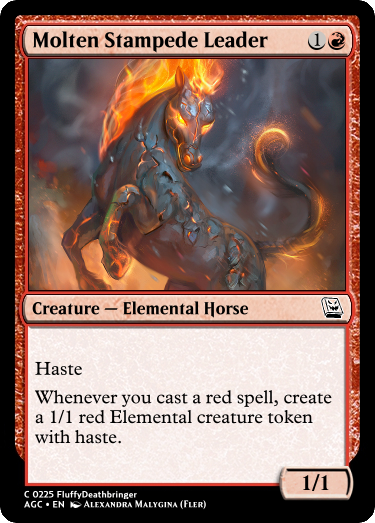 Molten Stampede Leader 1
Creature — Elemental Horse
Haste
Whenever you cast a red spell, create
a 1/1 red Elemental creature token
with haste.
1/1
C 0225 FluffyDeathbringer
AGC • EN Alexandra Malygina (Fler)